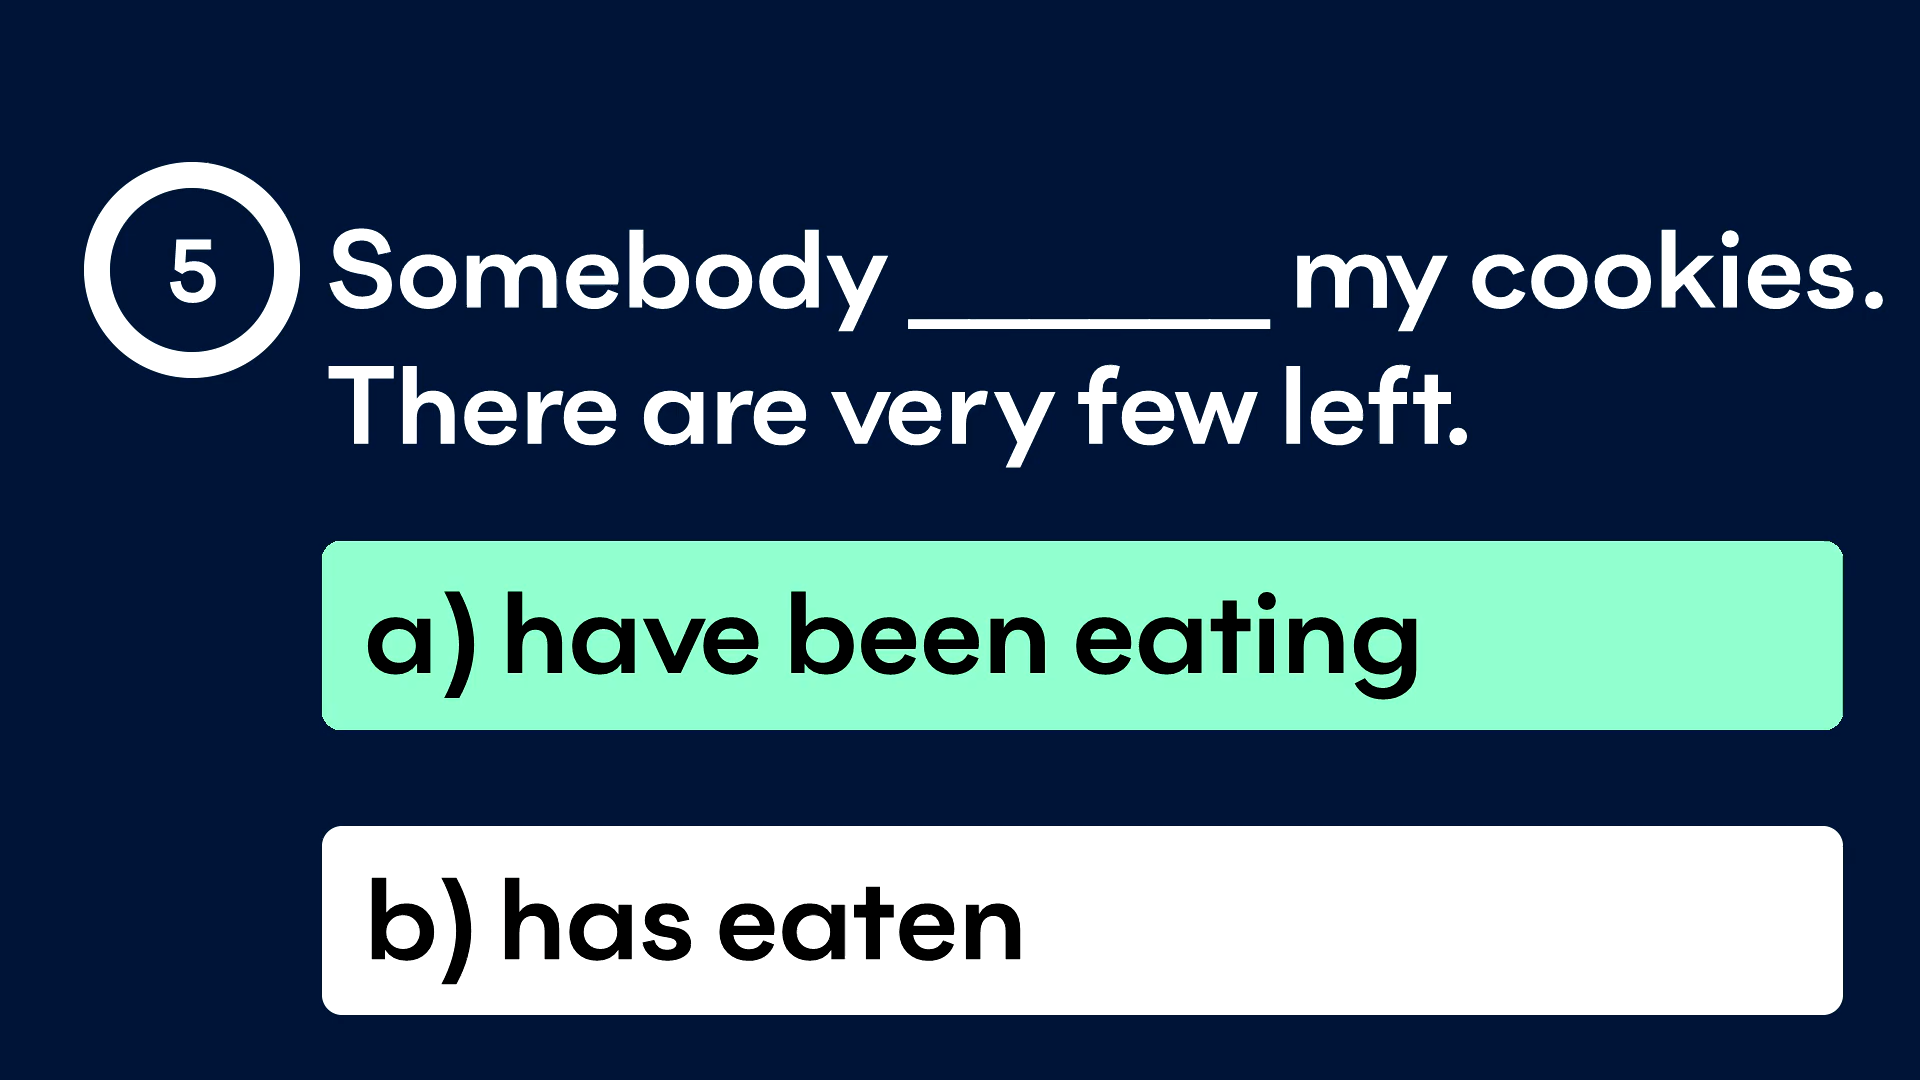 5
Somebody ______ my cookies.
There are very few left.
a) have been eating
b) has eaten